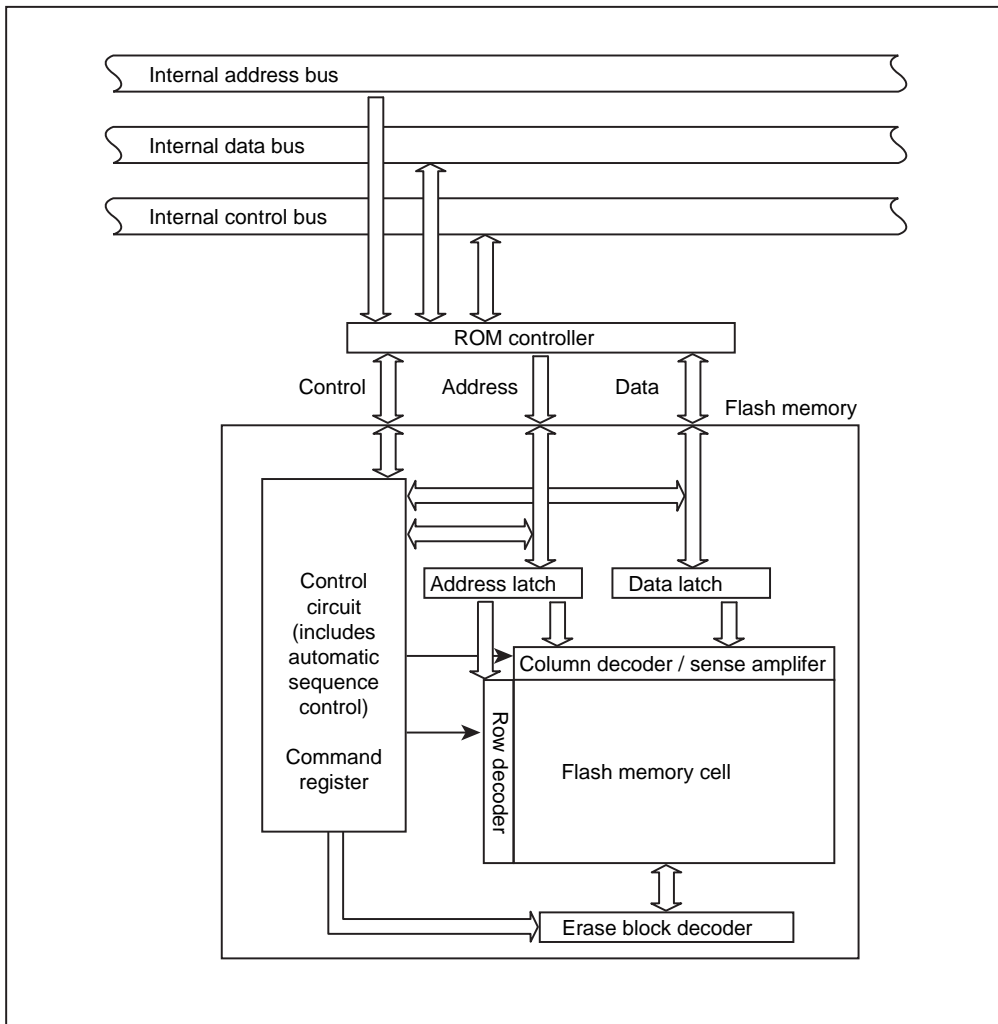 Internal address bus
Internal data bus
Internal control bus
ROM controller
Control
Address
Data
Flash memory
Control
circuit
(includes
automatic
sequence
control)
Command
register
Address latch
Data latch
Column decoder / sense amplifer
Row decoder
Flash memory cell
Erase block decoder